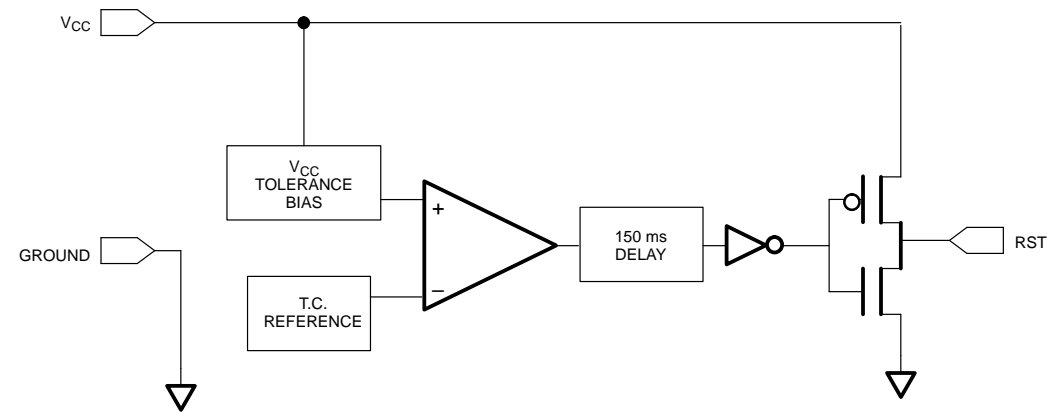 VCC
VCC
TOLERANCE
BIAS
+
150 ms
DELAY
RST
GROUND
−
T.C.
REFERENCE